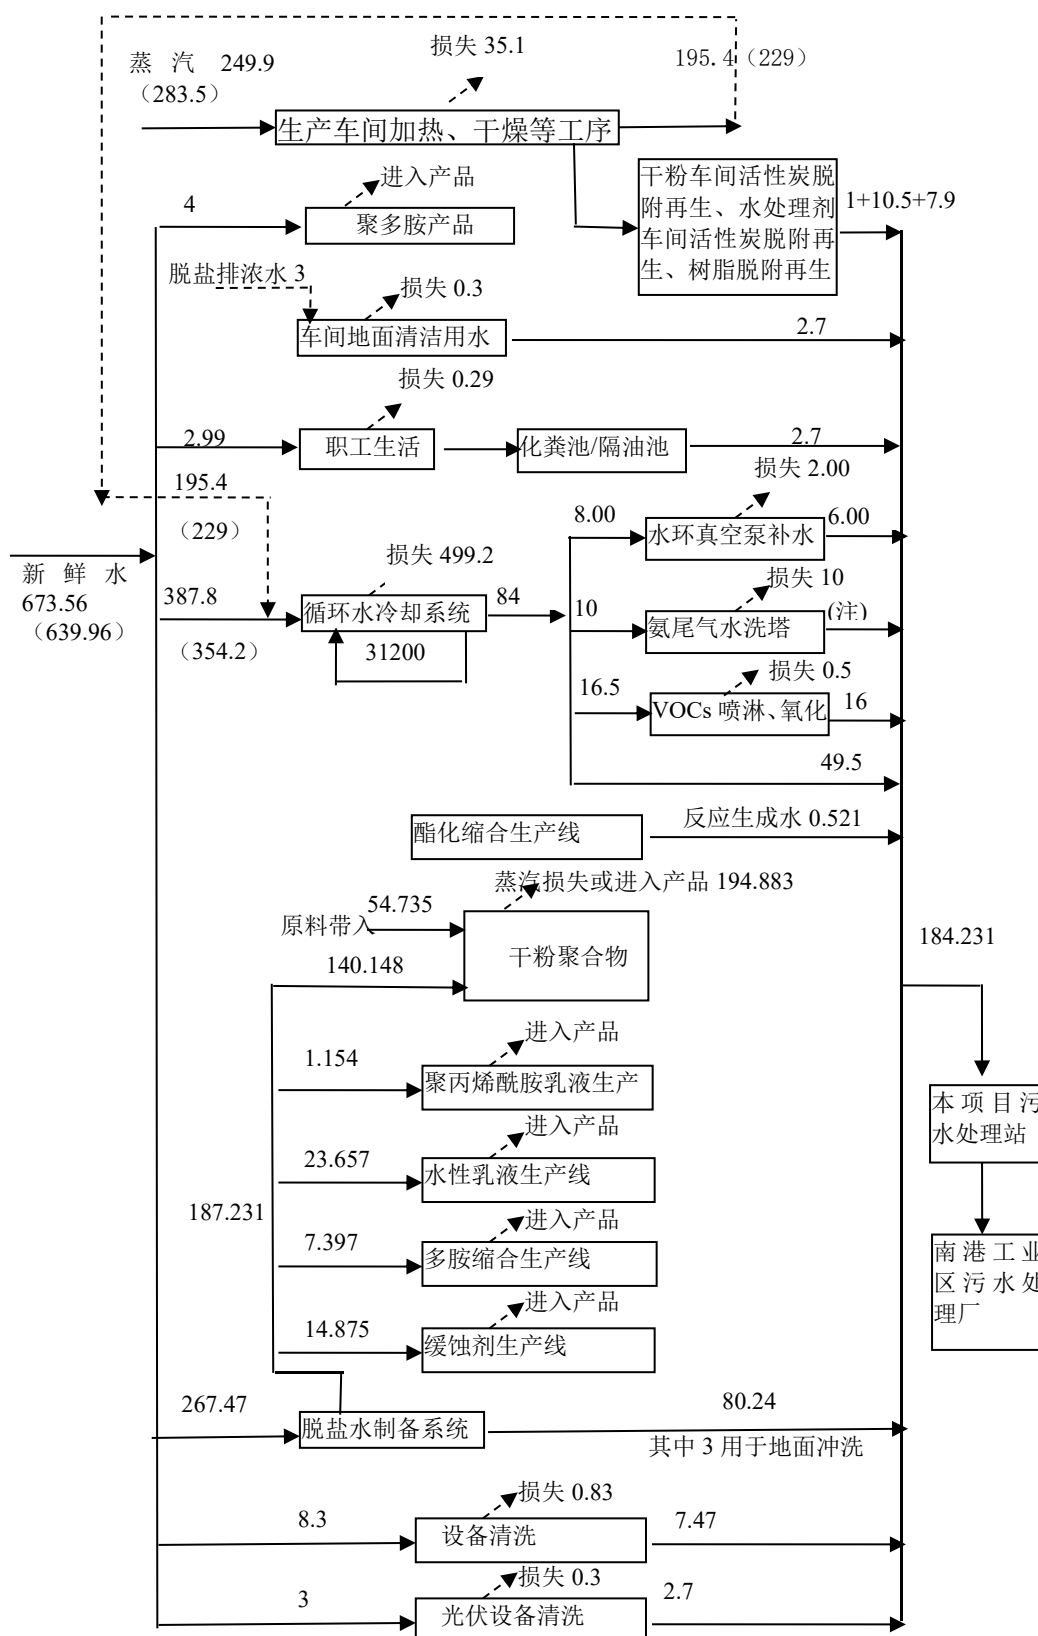 损失 35.1
195.4（229）
蒸 汽 249.9
（283.5）
生产车间加热、干燥等工序
进入产品
4
聚多胺产品
干粉车间活性炭脱
附再生、水处理剂
车间活性炭脱附再
生、树脂脱附再生
1+10.5+7.9
脱盐排浓水 3
损失 0.3
车间地面清洁用水
2.7
损失 0.29
2.99
职工生活
化粪池/隔油池
2.7
195.4
（229）
损失 2.00
8.00
水环真空泵补水
6.00
新 鲜 水
673.56
（639.96）
387.8
（354.2）
损失 499.2
循环水冷却系统
84
31200
损失 10
10
氨尾气水洗塔
(注)
损失 0.5
16.5
VOCs 喷淋、氧化
16
49.5
酯化缩合生产线
反应生成水 0.521
蒸汽损失或进入产品 194.883
54.735
原料带入
干粉聚合物
140.148
184.231
进入产品
1.154
聚丙烯酰胺乳液生产
本 项 目 污
水处理站
进入产品
23.657
水性乳液生产线
187.231
进入产品
7.397
多胺缩合生产线
南 港 工 业
区 污 水 处
理厂
进入产品
14.875
缓蚀剂生产线
267.47
脱盐水制备系统
80.24
其中 3 用于地面冲洗
损失 0.83
8.3
设备清洗
7.47
损失 0.3
3
光伏设备清洗
2.7